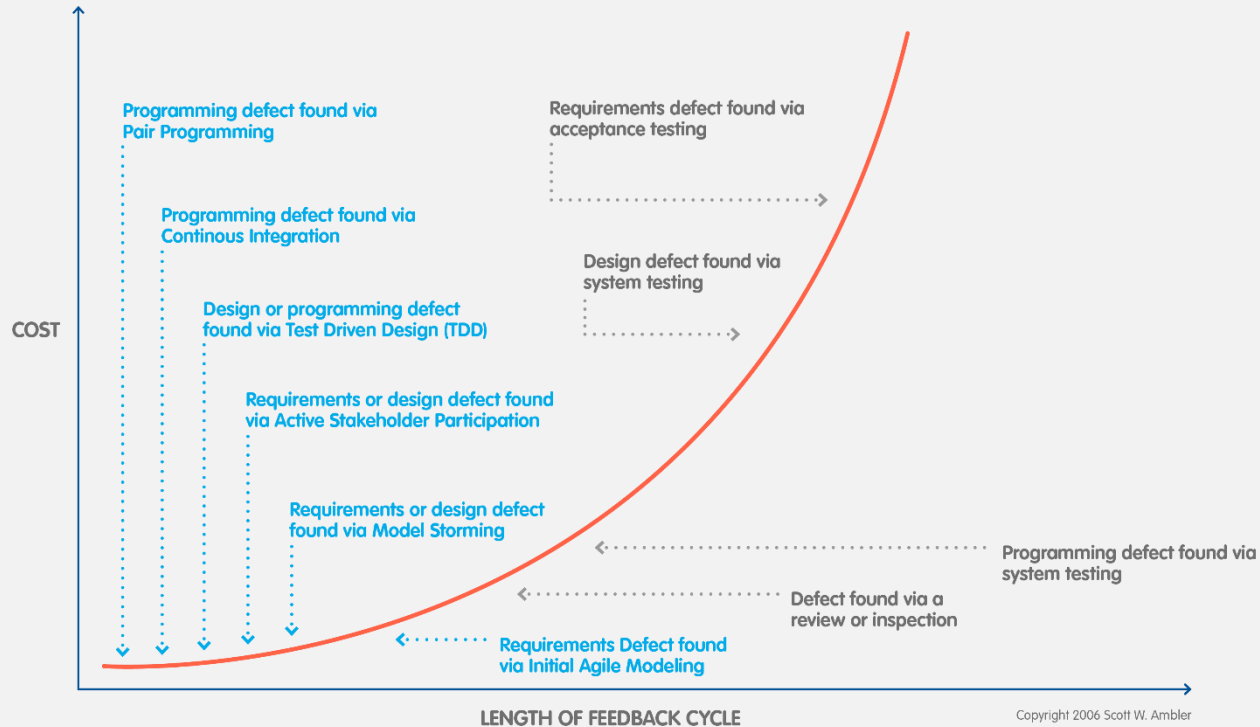 Programming defect found via
Pair Programming
Requirements defect found via
acceptance testing
Programming defect found via
Continous Integration
Design defect found via
system testing
COST
Design or programming defect
found via Test Driven Design (TDD)
Requirements or design defect found
via Active Stakeholder Participation
Requirements or design defect
found via Model Storming
Programming defect found via
system testing
Defect found via a
review or inspection
Requirements Defect found
via Initial Agile Modeling
LENGTH OF FEEDBACK CYCLE
Copyright 2006 Scott W. Ambler